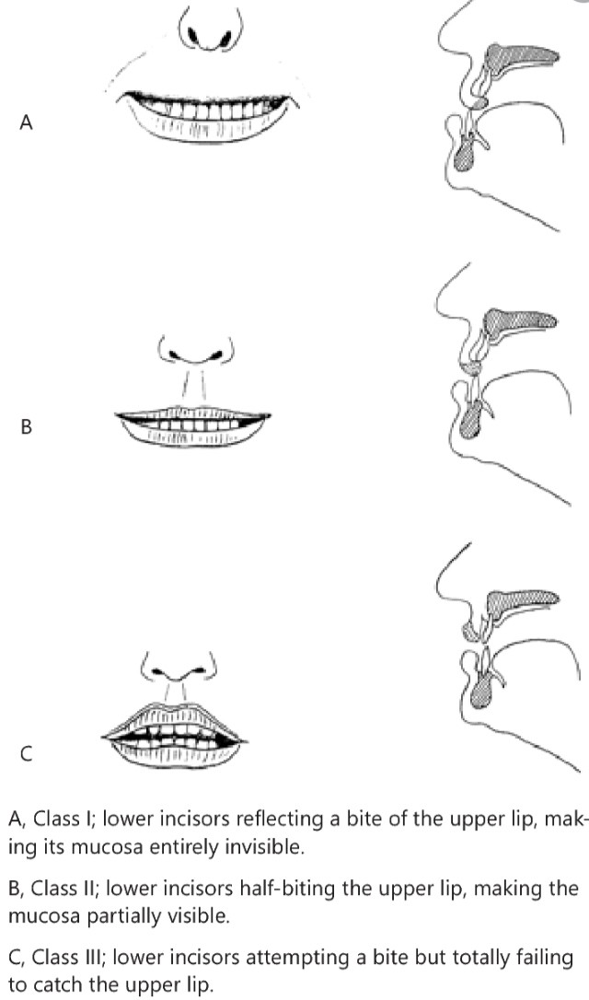 A
B
C
A, Class I; lower incisors reflecting a bite of the upper lip, mak-
ing its mucosa entirely invisible.
B, Class II; lower incisors half-biting the upper lip, making the
mucosa partially visible.
C, Class III; lower incisors attempting a bite but totally failing
to catch the upper lip.